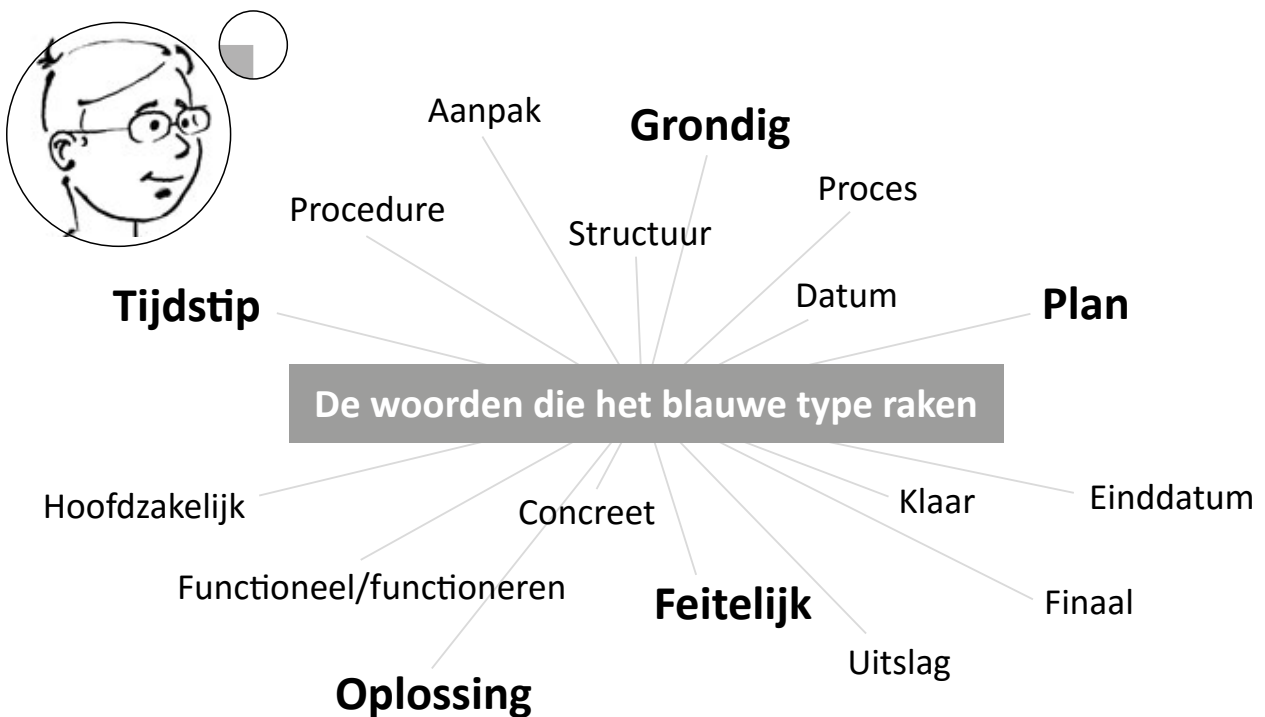 Aanpak
Grondig
Proces
Procedure
Structuur
Datum
Tijdstip
Plan
De woorden die het blauwe type raken
Hoofdzakelijk
Concreet
Klaar
Einddatum
Functioneel/functioneren
Feitelijk
Finaal
Uitslag
Oplossing